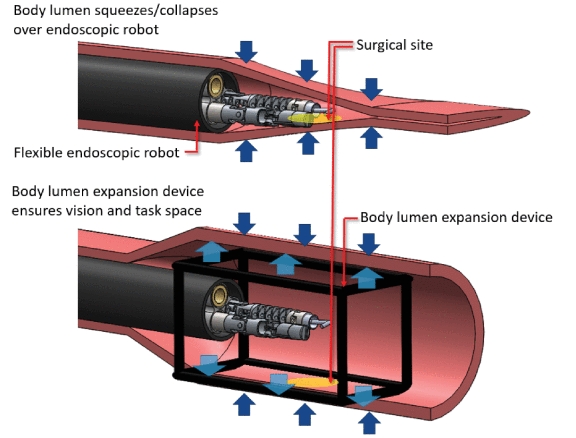 Body lumen squeezes/collapses
over endoscopic robot
Surgical site
Flexible endoscopic robot
Body lumen expansion device
ensures vision and task space
Body lumen expansion device